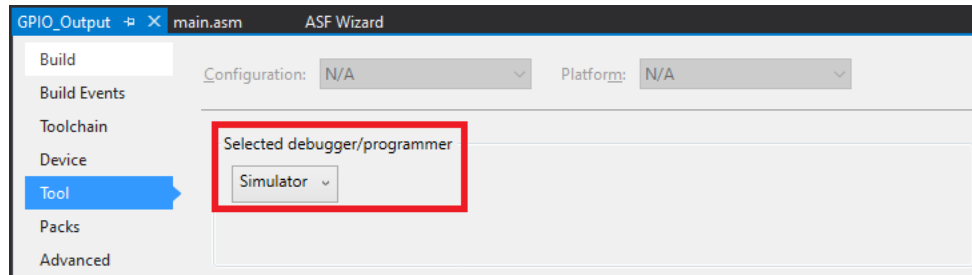 GPIO_Output main.asm ASF Wizard
Build
Build Events
Toolchain
Device
Tool
Packs
Advanced
Configuration: N/A Platform: N/A
Selected debugger/programmer
Simulator